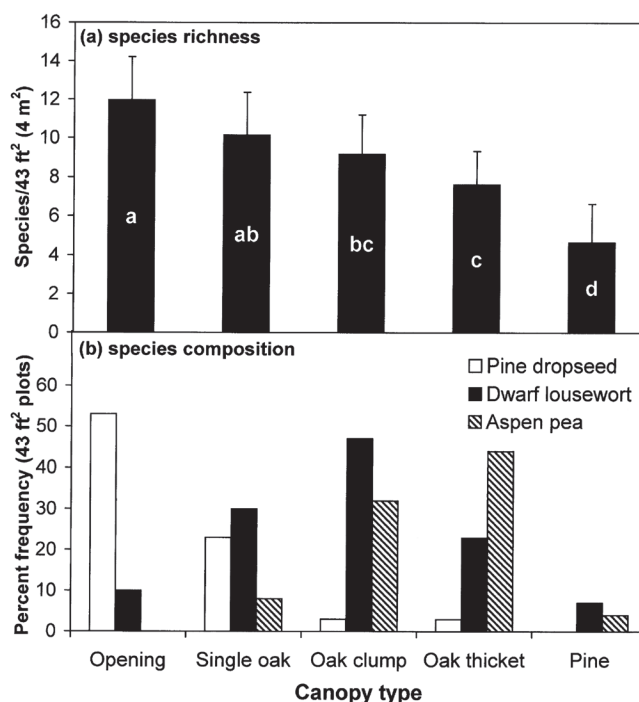 (a) species richness
Species/43 ft² (4 m²)
16
14
12
10
8
6
4
2
0
a
ab
bc
c
d
(b) species composition
Percent frequency (43 ft² plots)
60
50
40
30
20
10
0
Pine dropseed
Dwarf lousewort
Aspen pea
Opening
Single oak
Oak clump
Oak thicket
Pine
Canopy type